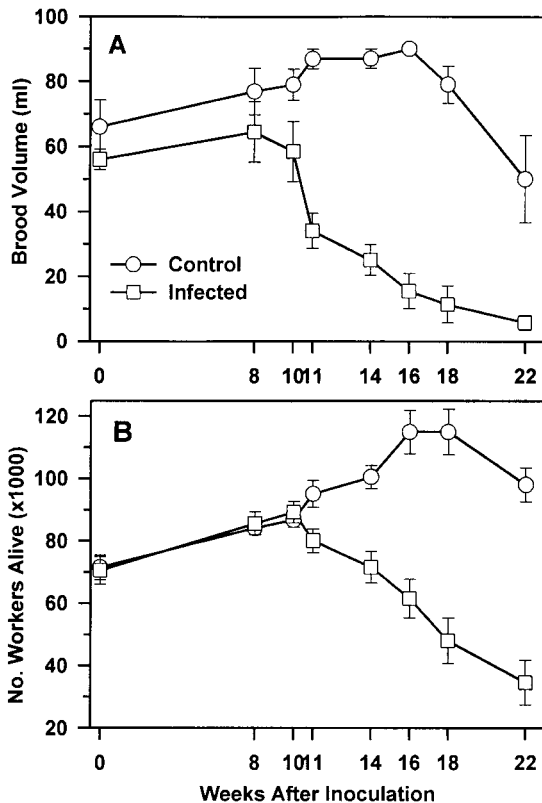 A
Brood Volume (ml)
100
80
60
40
20
0
Control
Infected
0 8 10 11 14 16 18 22
B
No. Workers Alive (x1000)
120
100
80
60
40
20
0 8 10 11 14 16 18 22
Weeks After Inoculation